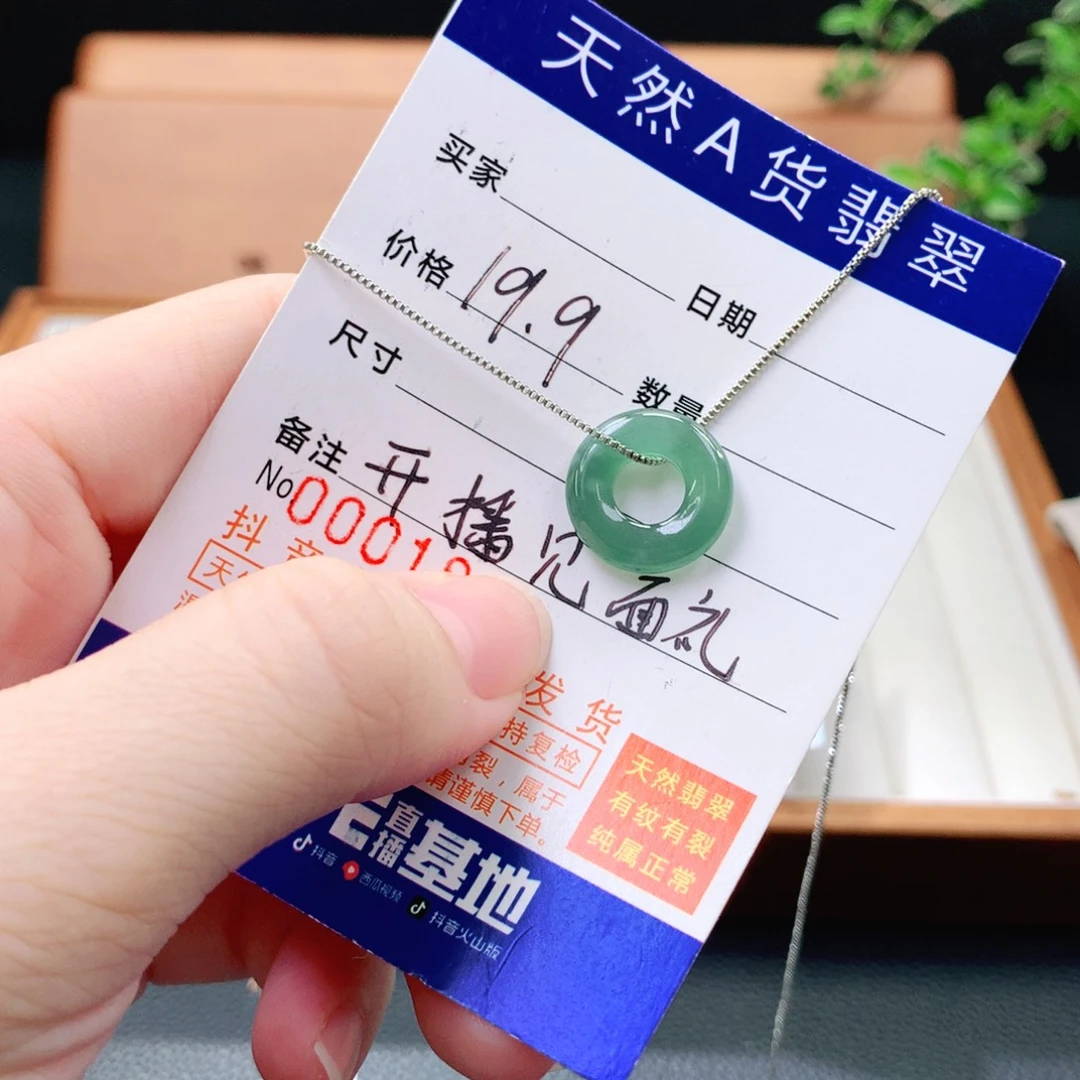 天然A货翡翠
买家
日期
价格 19.9
数量
尺寸
备注 开播见面礼
No 0001
抖音
发货
持复检
裂，属于
请谨慎下单。
天然翡翠
有纹有裂
纯属正常
直播基地
抖音 西瓜视频 抖音火山版